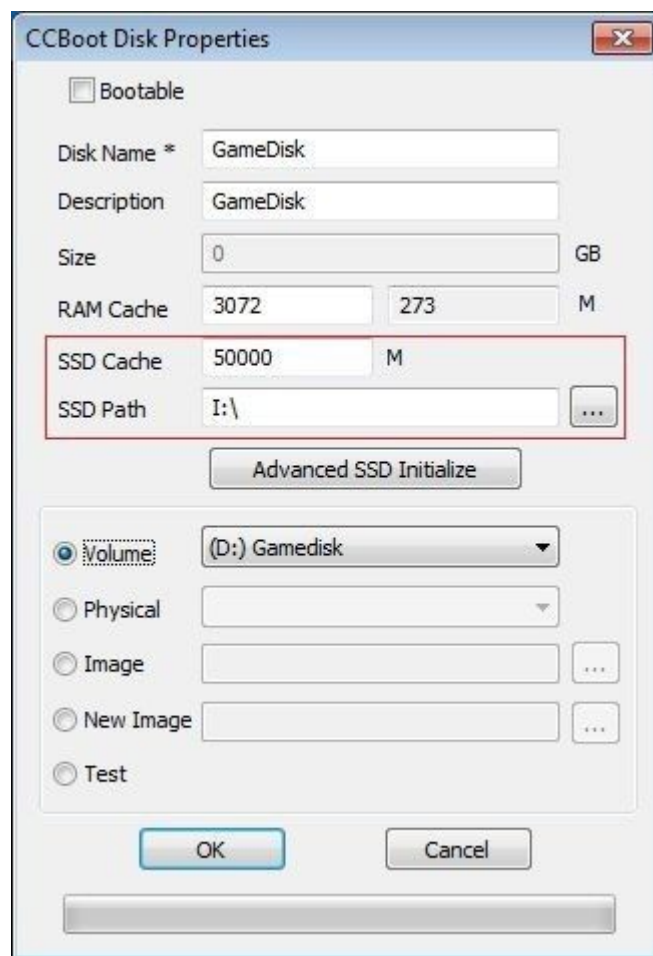 CCBoot Disk Properties
Bootable
Disk Name * GameDisk
Description GameDisk
Size 0 GB
RAM Cache 3072 273 M
SSD Cache 50000 M
SSD Path I:\ ...
Advanced SSD Initialize
Volume (D:) Gamedisk
Physical
Image ...
New Image ...
Test
OK Cancel